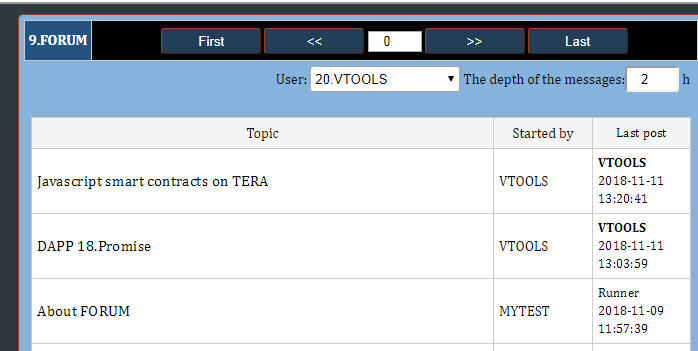 9.FORUM First << 0 >> Last
User: 20.VTOOLS The depth of the messages: 2 h
Topic Started by Last post
Javascript smart contracts on TERA VTOOLS VTOOLS
2018-11-11
13:20:41
DAPP 18.Promise VTOOLS VTOOLS
2018-11-11
13:03:59
About FORUM MYTEST Runner
2018-11-09
11:57:39